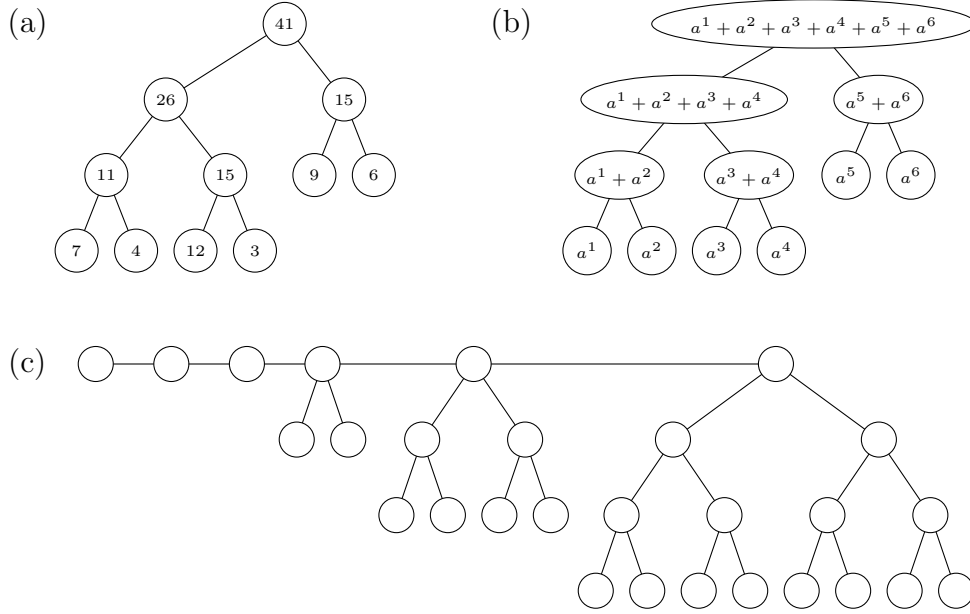 (a) 41 (b) a^1 + a^2 + a^3 + a^4 + a^5 + a^6
26 15 a^1 + a^2 + a^3 + a^4 a^5 + a^6
11 15 9 6 a^1 + a^2 a^3 + a^4 a^5 a^6
7 4 12 3 a^1 a^2 a^3 a^4
(c)